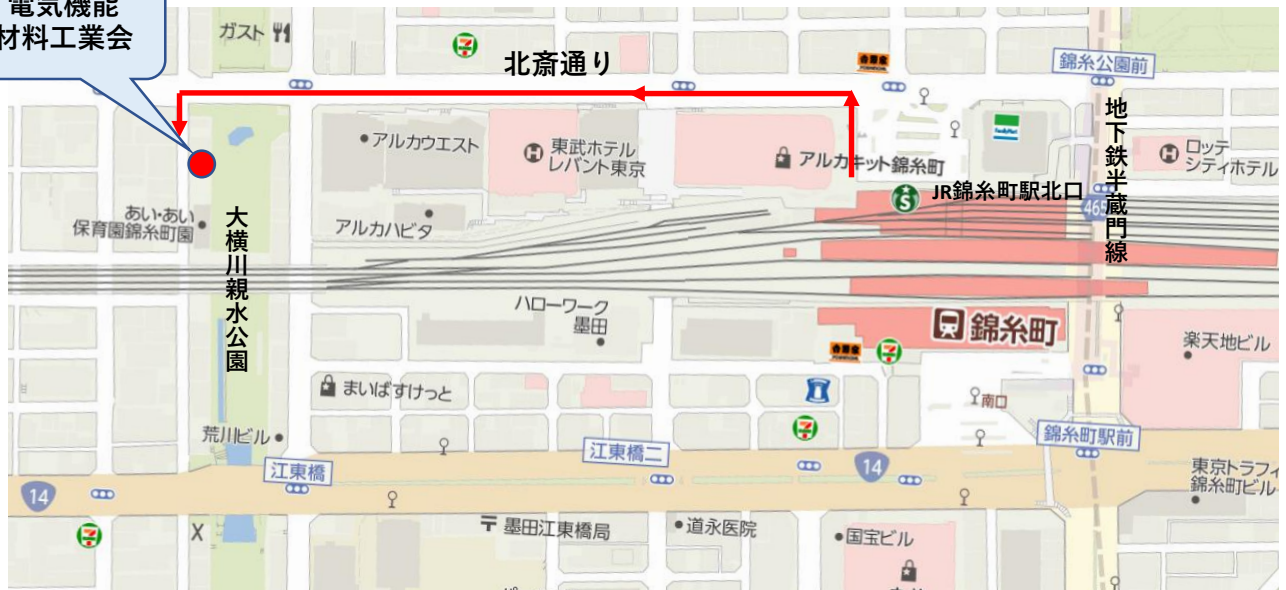 電気機能
材料工業会
ガスト
北斎通り
錦糸公園前
地下鉄半蔵門線
アルカウエスト
東武ホテル
レバント東京
アルカキット錦糸町
ロッテ
シティホテル
JR錦糸町駅北口
465
あい・あい
保育園錦糸町園
アルカハビタ
大横川親水公園
ハローワーク
墨田
錦糸町
楽天地ビル
まいばすけっと
南口
荒川ビル
江東橋
江東橋二
錦糸町駅前
14
14
東京トラフィ
錦糸町ビル
墨田江東橋局
道永医院
国宝ビル
FamilyMart